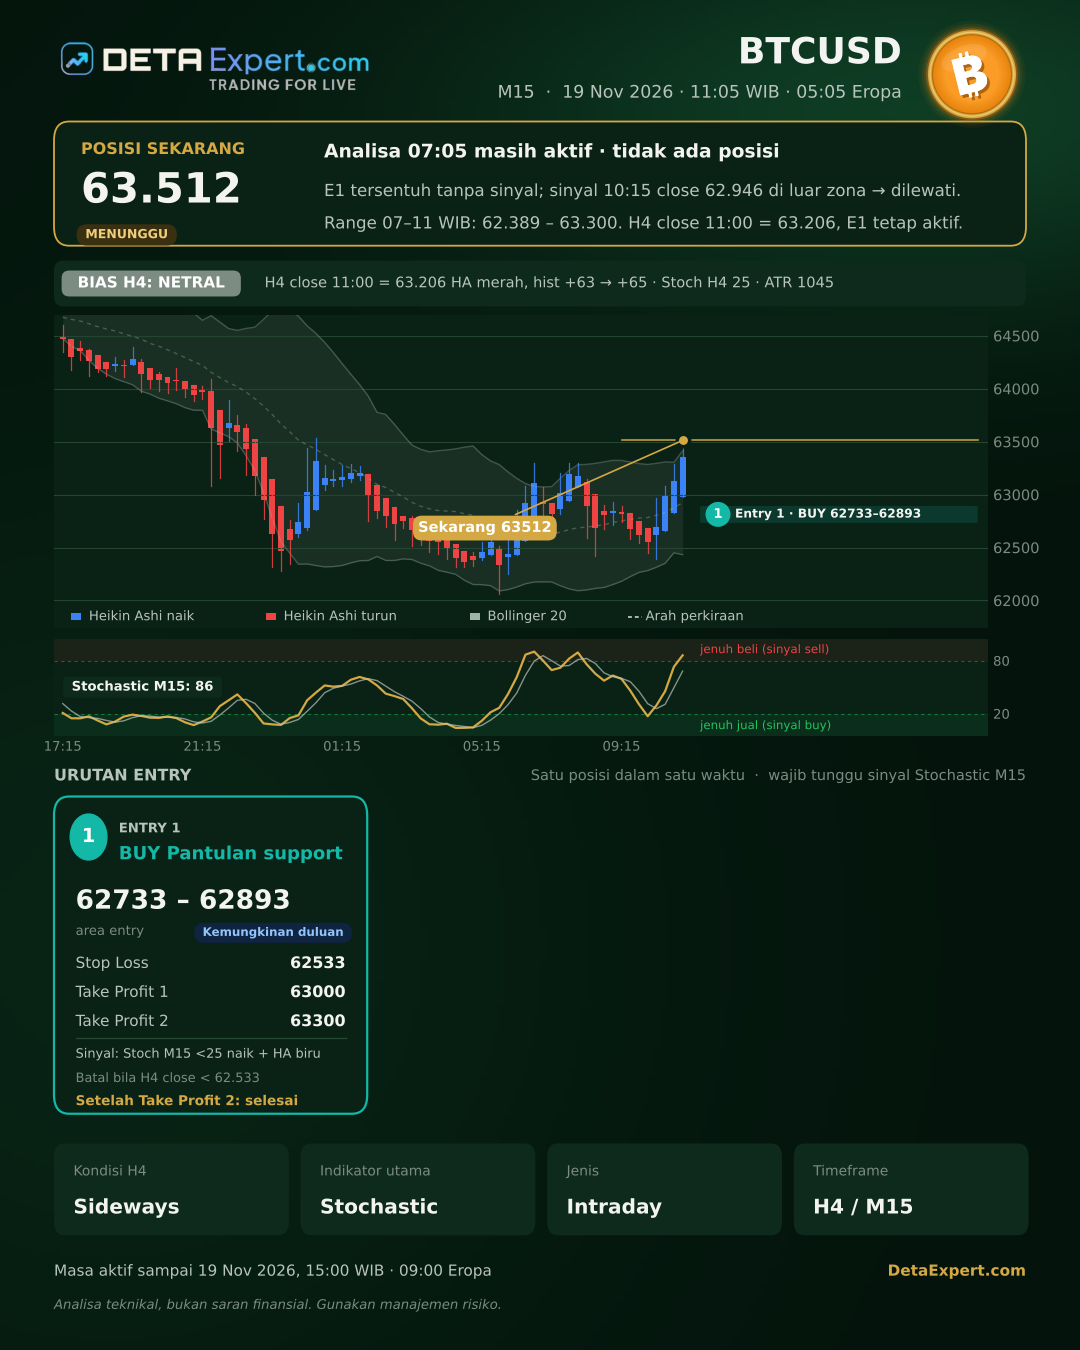 DETA Expert.com
TRADING FOR LIVE
BTCUSD
M15 · 19 Nov 2026 · 11:05 WIB · 05:05 Eropa
POSISI SEKARANG
63.512
MENUNGGU
Analisa 07:05 masih aktif · tidak ada posisi
E1 tersentuh tanpa sinyal; sinyal 10:15 close 62.946 di luar zona → dilewati.
Range 07–11 WIB: 62.389 – 63.300. H4 close 11:00 = 63.206, E1 tetap aktif.
BIAS H4: NETRAL
H4 close 11:00 = 63.206 HA merah, hist +63 → +65 · Stoch H4 25 · ATR 1045
64500
64000
63500
63000
62500
62000
1 Entry 1 · BUY 62733–62893
Sekarang 63512
Heikin Ashi naik
Heikin Ashi turun
Bollinger 20
Arah perkiraan
jenuh beli (sinyal sell)
80
Stochastic M15: 86
20
jenuh jual (sinyal buy)
17:15 21:15 01:15 05:15 09:15
URUTAN ENTRY
Satu posisi dalam satu waktu · wajib tunggu sinyal Stochastic M15
1
ENTRY 1
BUY Pantulan support
62733 – 62893
area entry
Kemungkinan duluan
Stop Loss 62533
Take Profit 1 63000
Take Profit 2 63300
Sinyal: Stoch M15 <25 naik + HA biru
Batal bila H4 close < 62.533
Setelah Take Profit 2: selesai
Kondisi H4
Sideways
Indikator utama
Stochastic
Jenis
Intraday
Timeframe
H4 / M15
Masa aktif sampai 19 Nov 2026, 15:00 WIB · 09:00 Eropa
DetaExpert.com
Analisa teknikal, bukan saran finansial. Gunakan manajemen risiko.